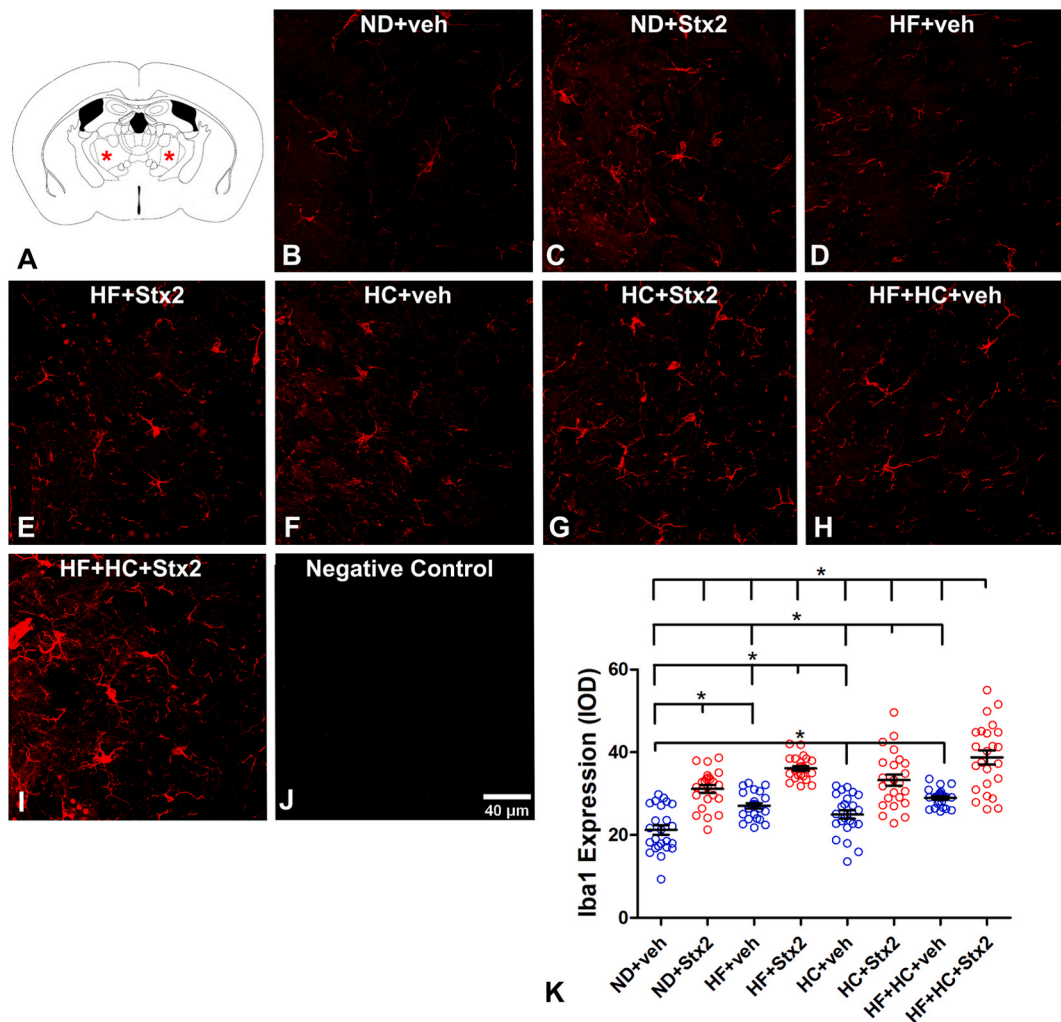 ND+veh
ND+Stx2
HF+veh
*
*
A
B
C
D
HF+Stx2
HC+veh
HC+Stx2
HF+HC+veh
E
F
G
H
HF+HC+Stx2
Negative Control
I
J
40 μm
*
*
*
*
*
Iba1 Expression (IOD)
60
40
20
0
ND+veh
ND+Stx2
HF+veh
HF+Stx2
HC+veh
HC+Stx2
HF+HC+veh
HF+HC+Stx2
K